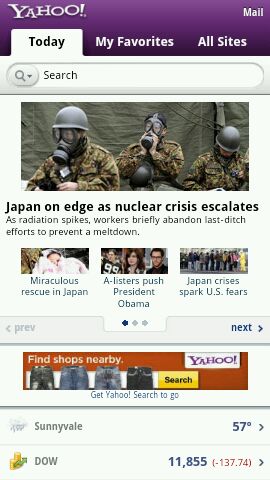 YAHOO!
Mail
Today My Favorites All Sites
Search
Japan on edge as nuclear crisis escalates
As radiation spikes, workers briefly abandon last-ditch
efforts to prevent a meltdown.
Miraculous
rescue in Japan
A-listers push
President
Obama
Japan crises
spark U.S. fears
‹ prev
next ›
Find shops nearby.
YAHOO!
Search
Get Yahoo! Search to go
Sunnyvale 57°
DOW 11,855 (-137.74)